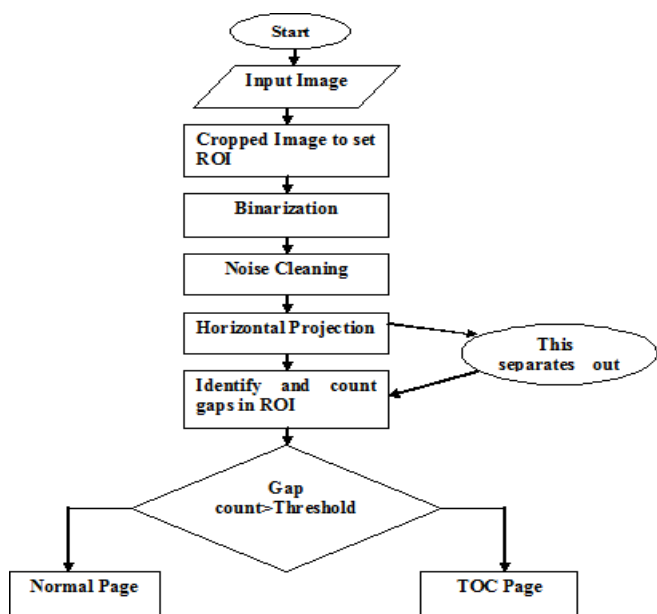 Start
Input Image
Cropped Image to set
ROI
Binarization
Noise Cleaning
Horizontal Projection
This
separates out
Identify and count
gaps in ROI
Gap
count>Threshold
Normal Page
TOC Page